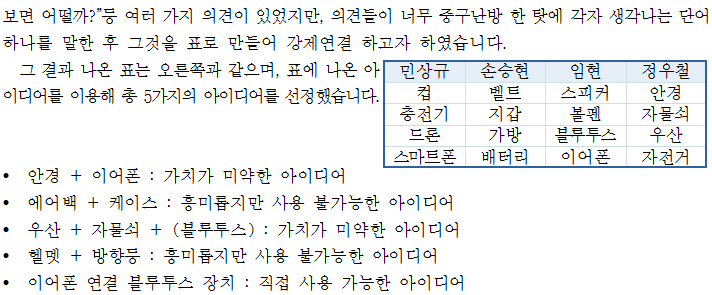 보면 어떨까?”등 여러 가지 의견이 있었지만, 의견들이 너무 중구난방 한 탓에 각자 생각나는 단어
하나를 말한 후 그것을 표로 만들어 강제연결 하고자 하였습니다.
그 결과 나온 표는 오른쪽과 같으며, 표에 나온 아
이디어를 이용해 총 5가지의 아이디어를 선정했습니다.
민상규 손승현 임현 정우철
컵 벨트 스피커 안경
충전기 지갑 볼펜 자물쇠
드론 가방 블루투스 우산
스마트폰 배터리 이어폰 자전거
• 안경 + 이어폰 : 가치가 미약한 아이디어
• 에어백 + 케이스 : 흥미롭지만 사용 불가능한 아이디어
• 우산 + 자물쇠 + (블루투스) : 가치가 미약한 아이디어
• 헬멧 + 방향등 : 흥미롭지만 사용 불가능한 아이디어
• 이어폰 연결 블루투스 장치 : 직접 사용 가능한 아이디어